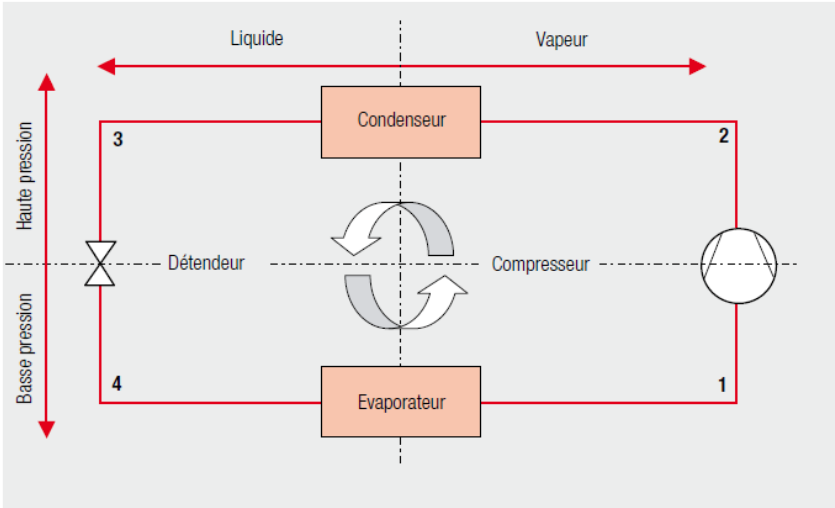 Liquide
Vapeur
Condenseur
3
2
Haute pression
Détendeur
Compresseur
Basse pression
4
1
Evaporateur